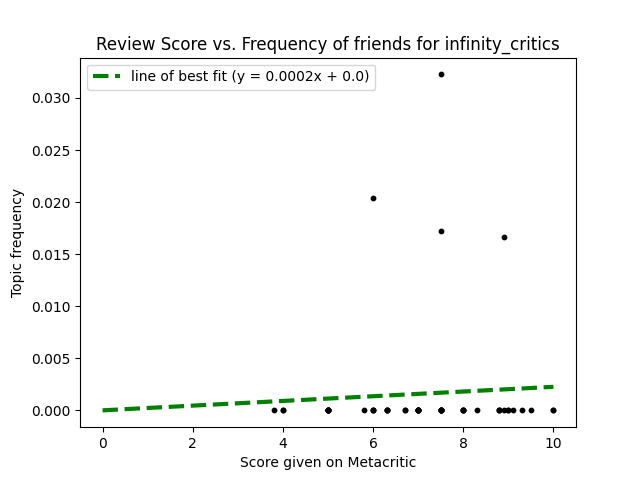 Review Score vs. Frequency of friends for infinity_critics
line of best fit (y = 0.0002x + 0.0)
0.030
0.025
0.020
0.015
0.010
0.005
0.000
Topic frequency
0 2 4 6 8 10
Score given on Metacritic